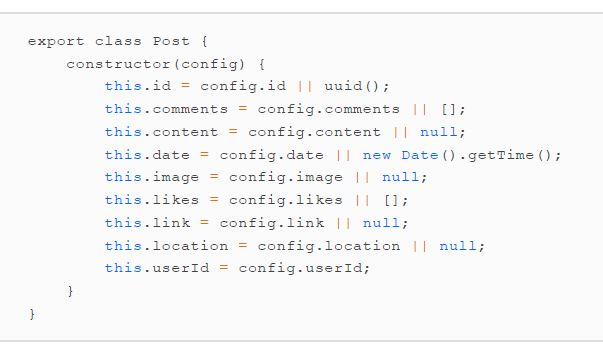 export class Post {
    constructor(config) {
        this.id = config.id || uuid();
        this.comments = config.comments || [];
        this.content = config.content || null;
        this.date = config.date || new Date().getTime();
        this.image = config.image || null;
        this.likes = config.likes || [];
        this.link = config.link || null;
        this.location = config.location || null;
        this.userId = config.userId;
    }
}